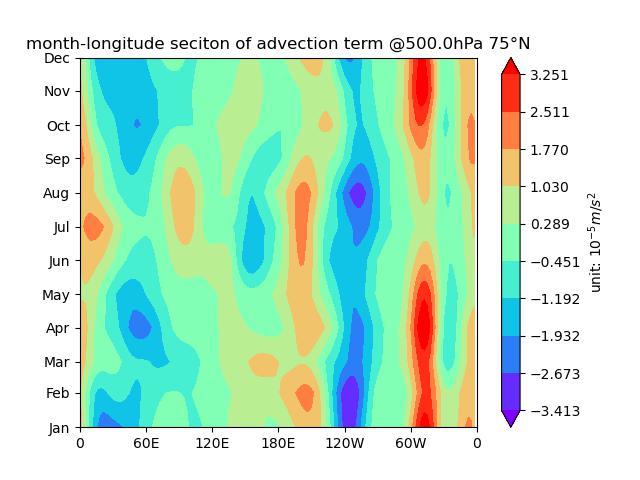 month-longitude seciton of advection term @500.0hPa 75°N
Dec
Nov
Oct
Sep
Aug
Jul
Jun
May
Apr
Mar
Feb
Jan
0 60E 120E 180E 120W 60W 0
3.251
2.511
1.770
1.030
0.289
−0.451
−1.192
−1.932
−2.673
−3.413
unit: 10⁻⁵m/s²